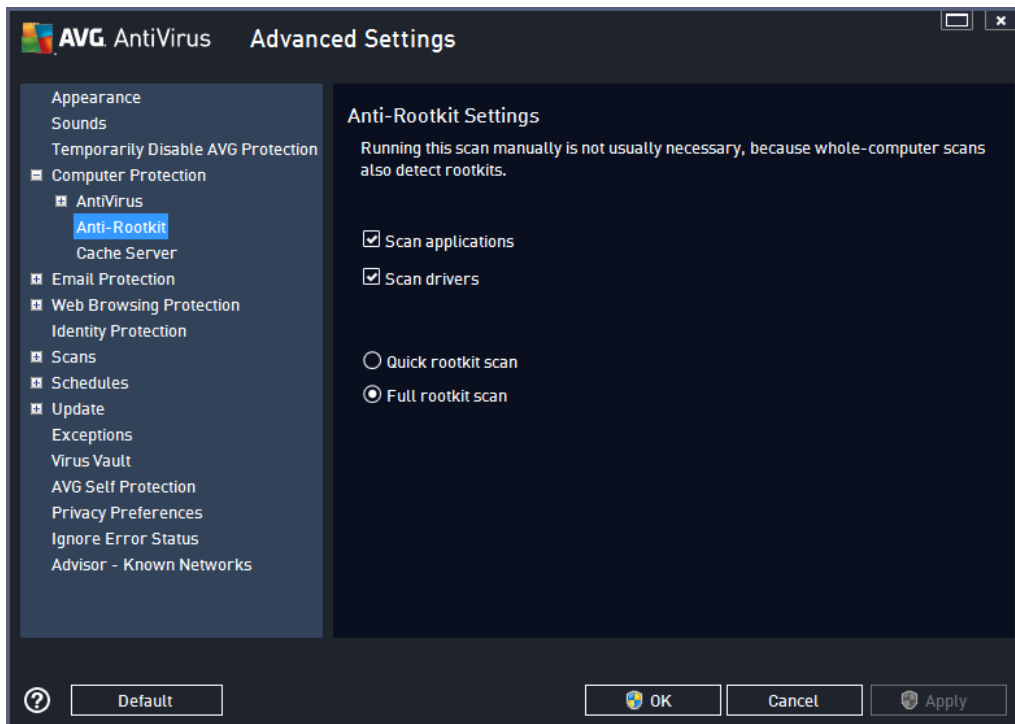 AVG. AntiVirus Advanced Settings
Appearance
Sounds
Temporarily Disable AVG Protection
Computer Protection
AntiVirus
Anti-Rootkit
Cache Server
Email Protection
Web Browsing Protection
Identity Protection
Scans
Schedules
Update
Exceptions
Virus Vault
AVG Self Protection
Privacy Preferences
Ignore Error Status
Advisor - Known Networks
Anti-Rootkit Settings
Running this scan manually is not usually necessary, because whole-computer scans
also detect rootkits.
Scan applications
Scan drivers
Quick rootkit scan
Full rootkit scan
Default
OK
Cancel
Apply